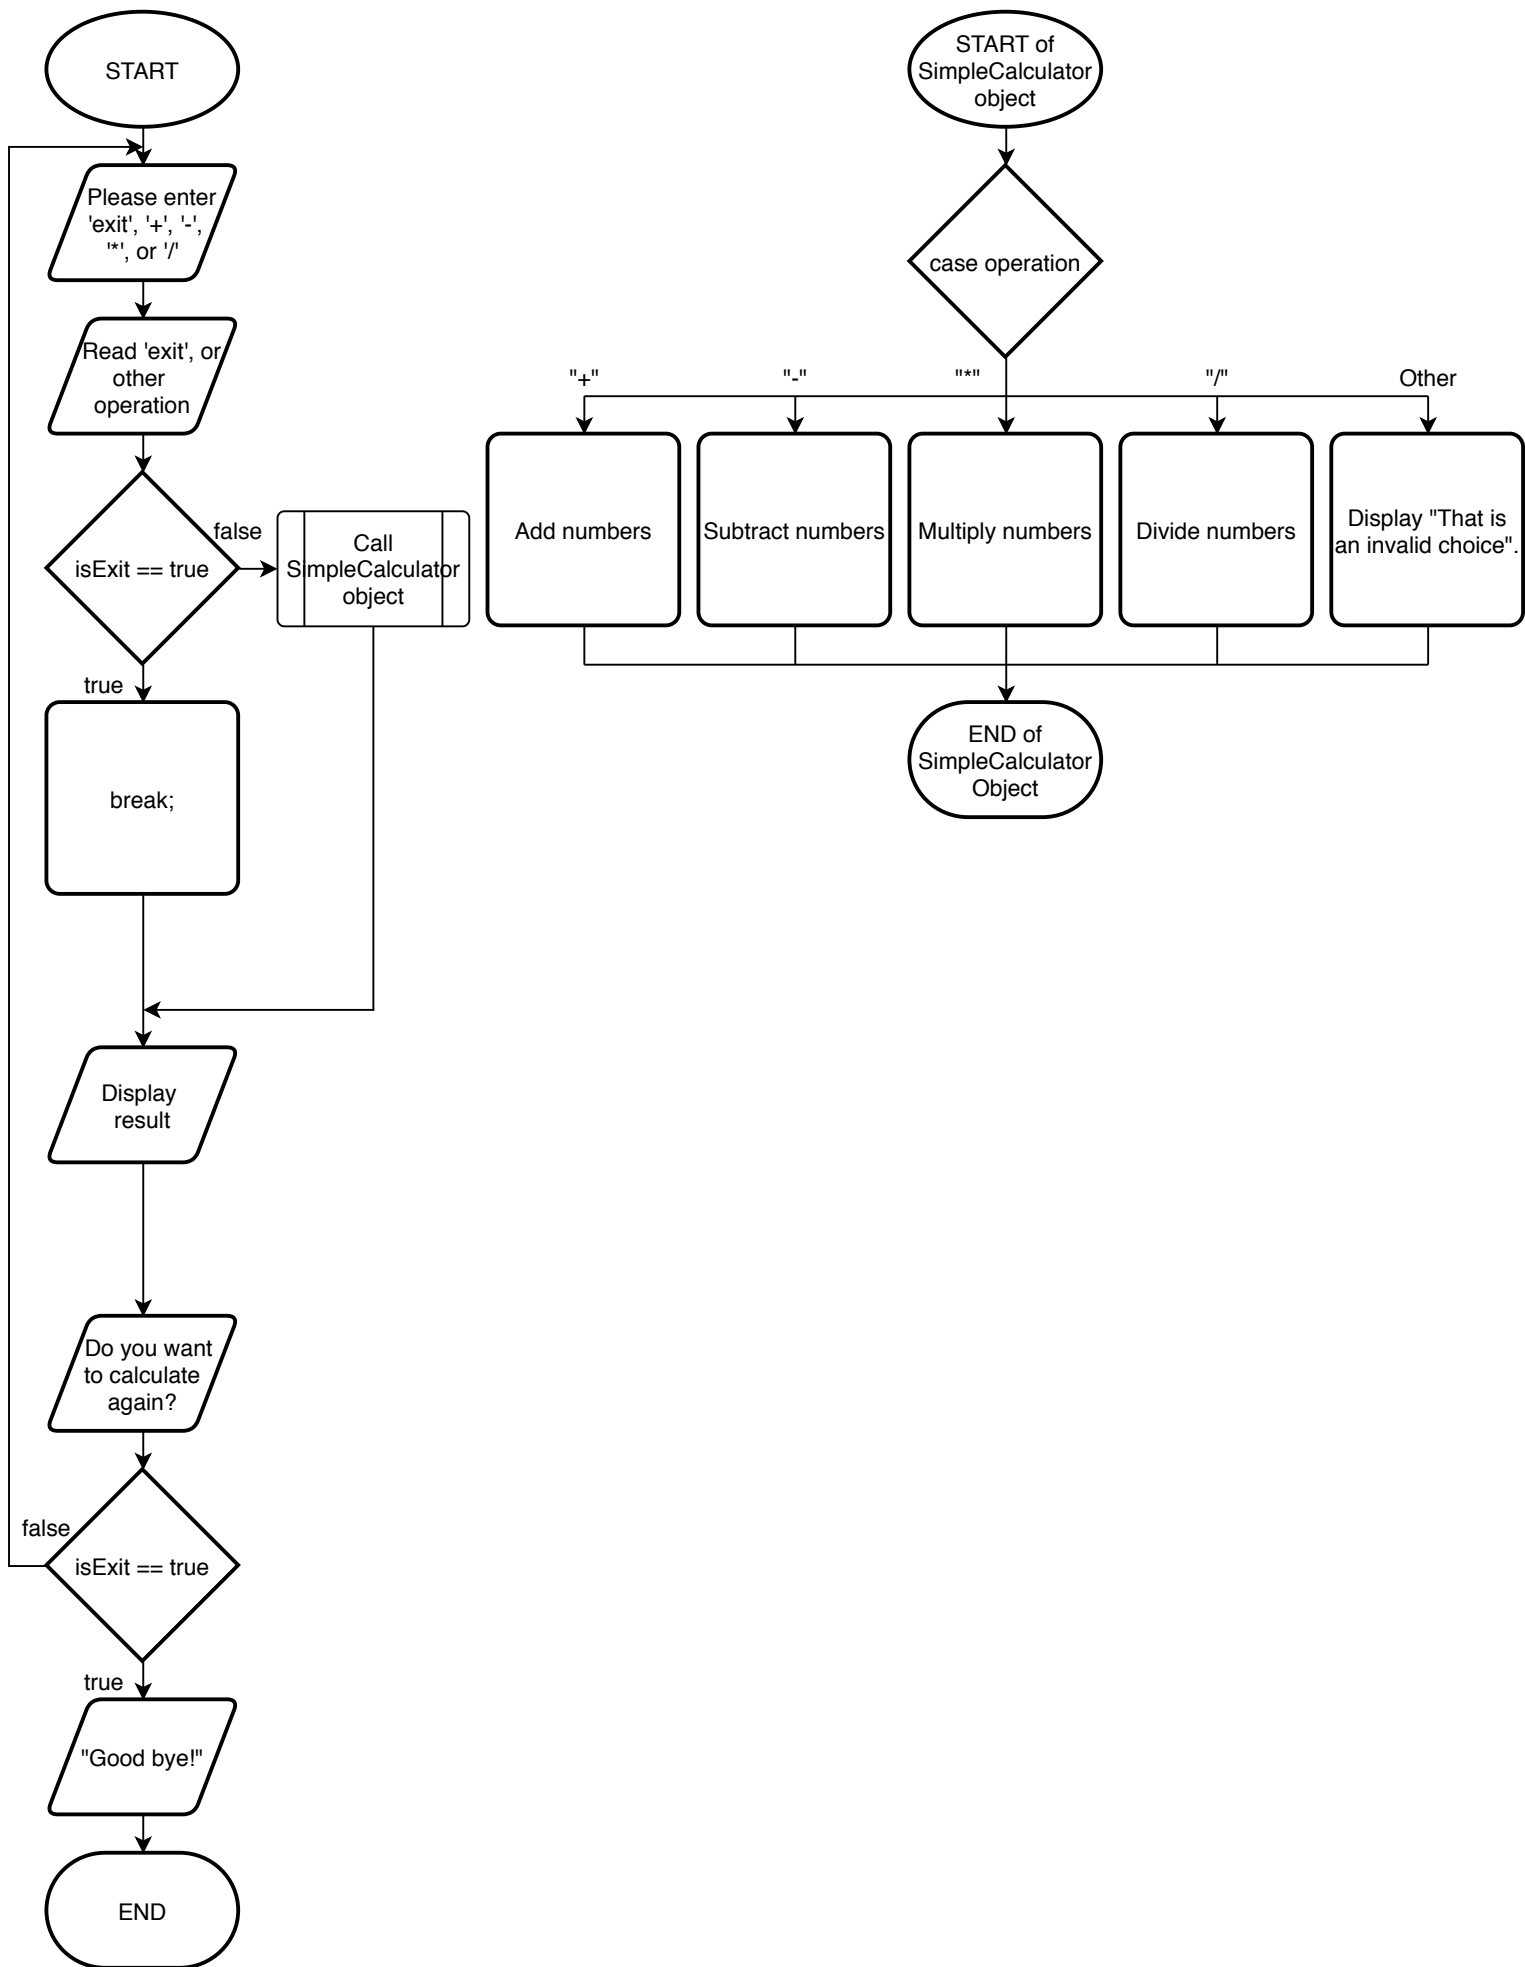 START
Please enter
'exit', '+', '-',
'*', or '/'
Read 'exit', or
other
operation
isExit == true
false
Call
SimpleCalculator
object
true
break;
Display
result
Do you want
to calculate
again?
isExit == true
false
true
"Good bye!"
END
START of
SimpleCalculator
object
case operation
"+"
"-"
"*"
"/"
Other
Add numbers
Subtract numbers
Multiply numbers
Divide numbers
Display "That is
an invalid choice".
END of
SimpleCalculator
Object